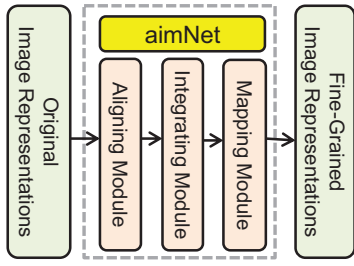 aimNet
Original
Image Representations
Aligning Module
Integrating Module
Mapping Module
Fine-Grained
Image Representations